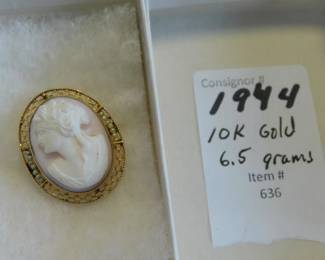 Consignor #
1944
10K Gold
6.5 grams
Item #
636